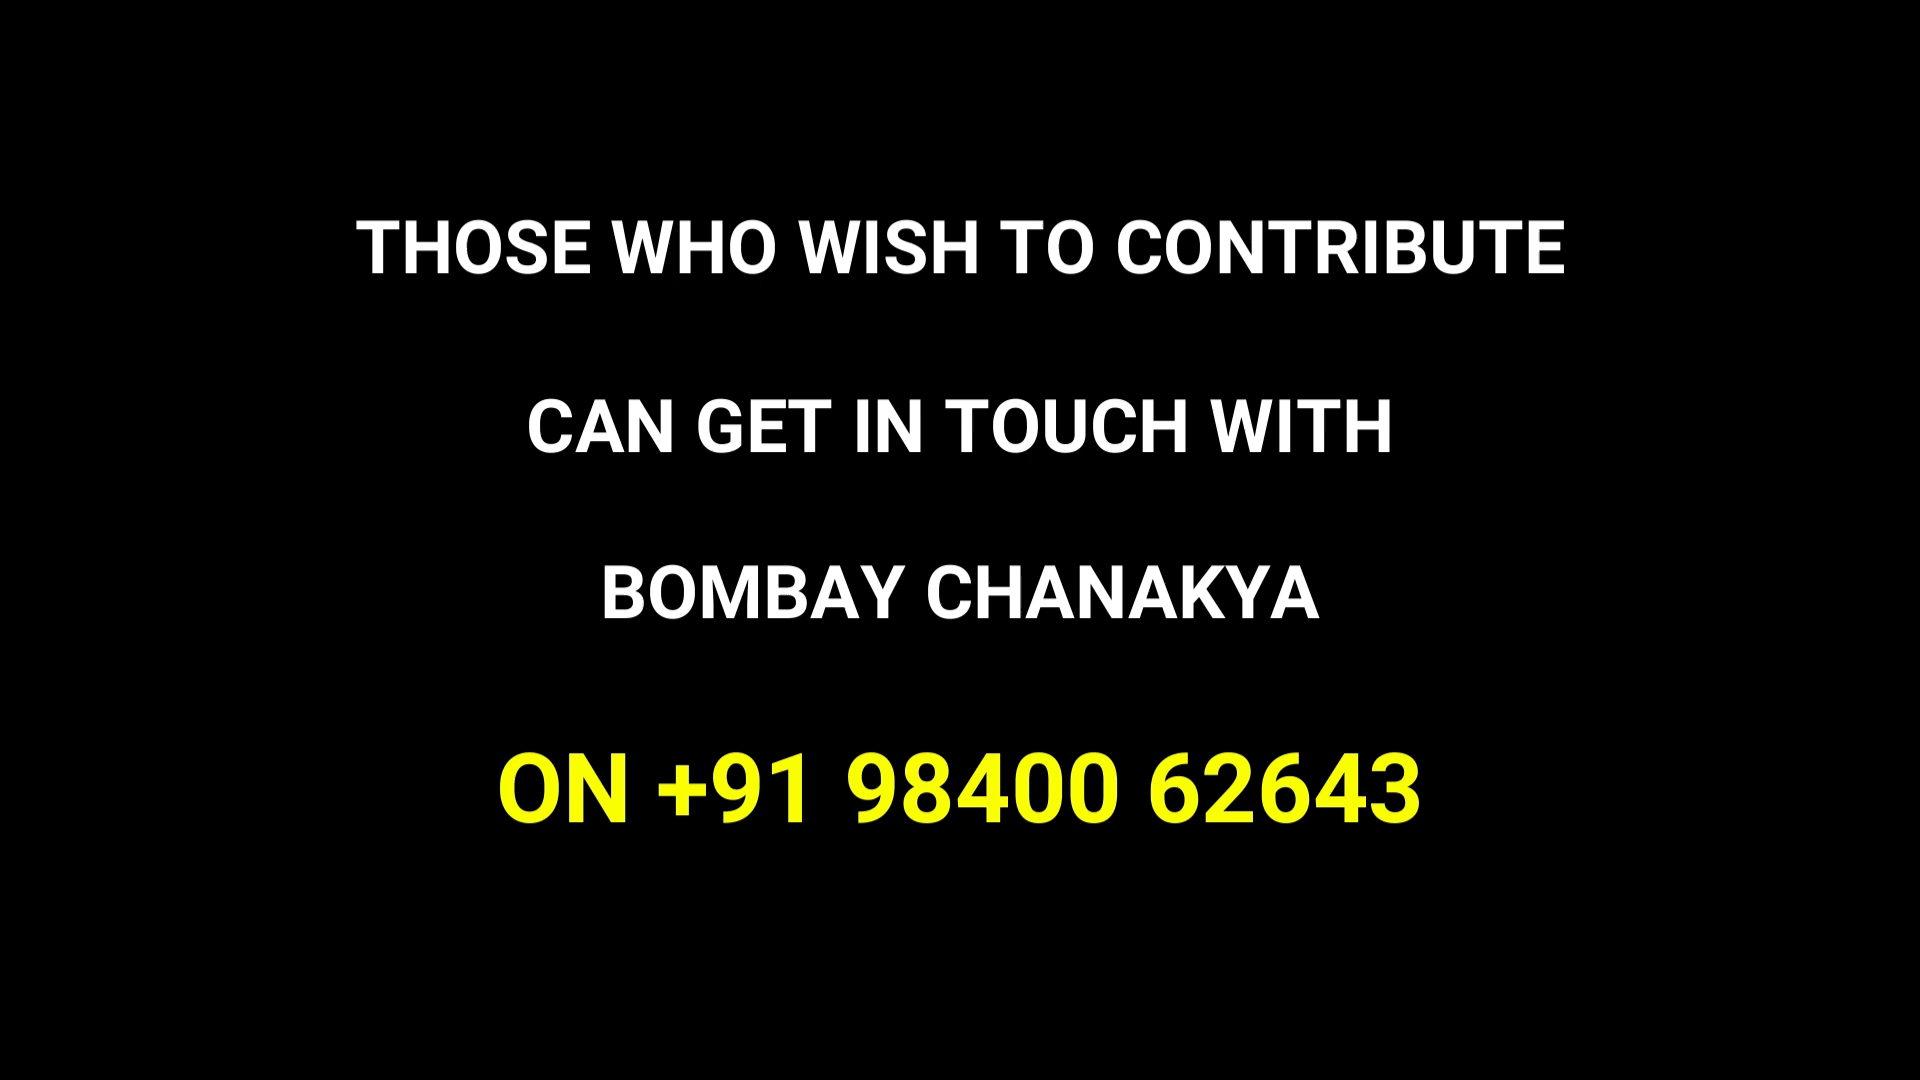 THOSE WHO WISH TO CONTRIBUTE
CAN GET IN TOUCH WITH
BOMBAY CHANAKYA
ON +91 98400 62643